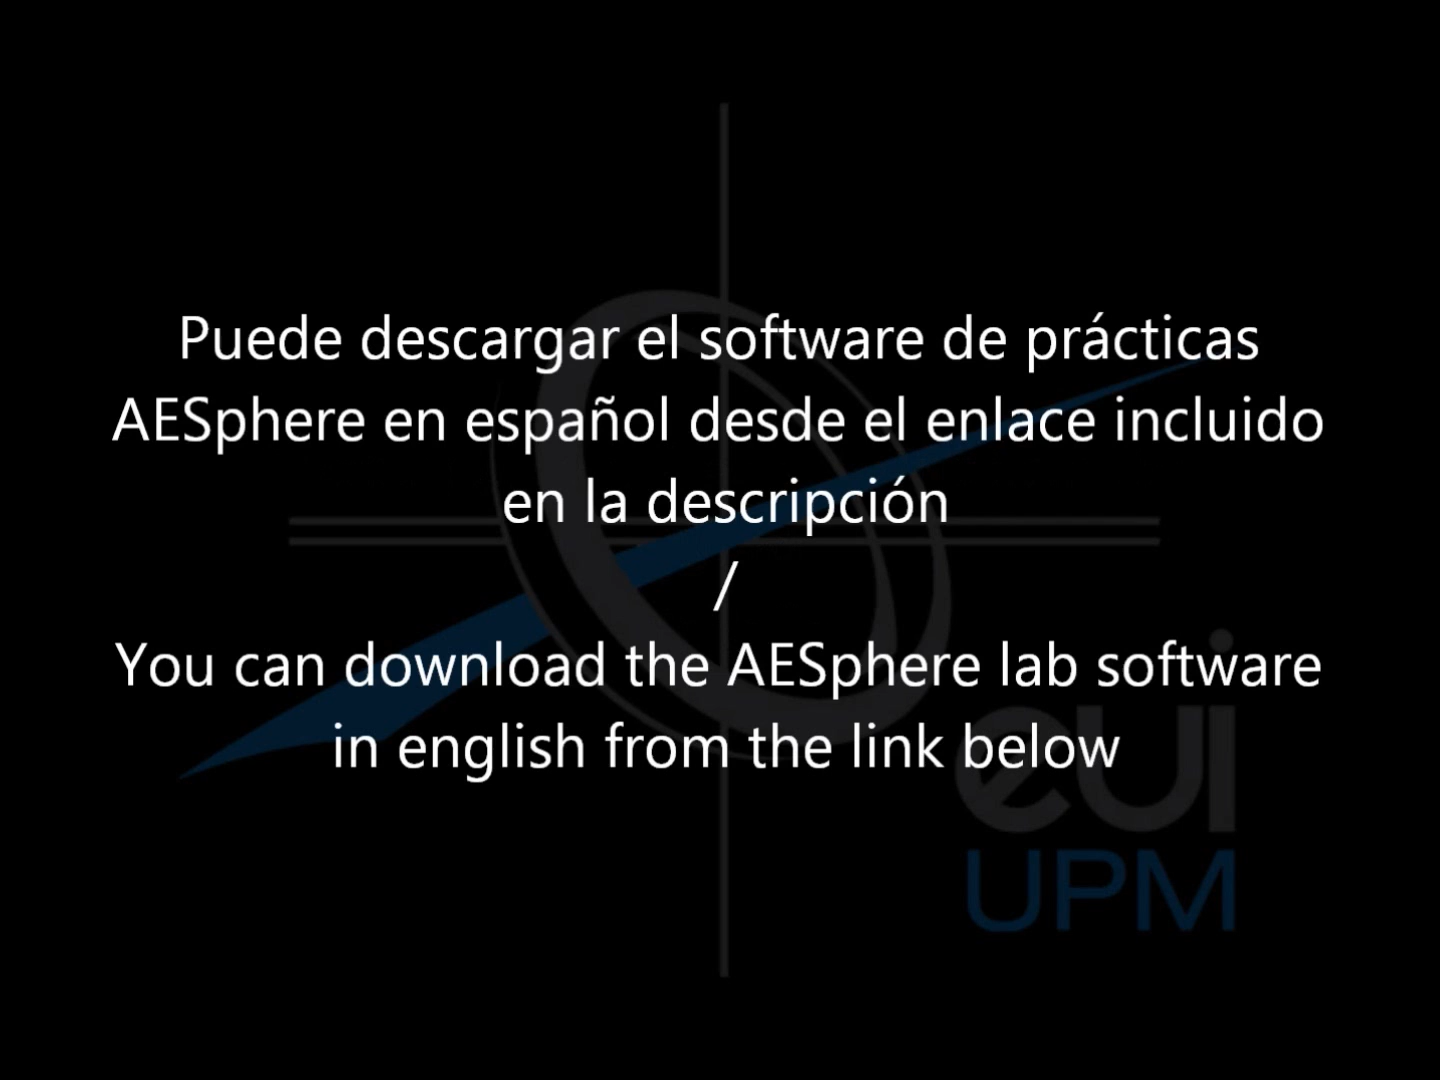 Puede descargar el software de prácticas
AESphere en español desde el enlace incluido
en la descripción
/
You can download the AESphere lab software
in english from the link below
eui
UPM